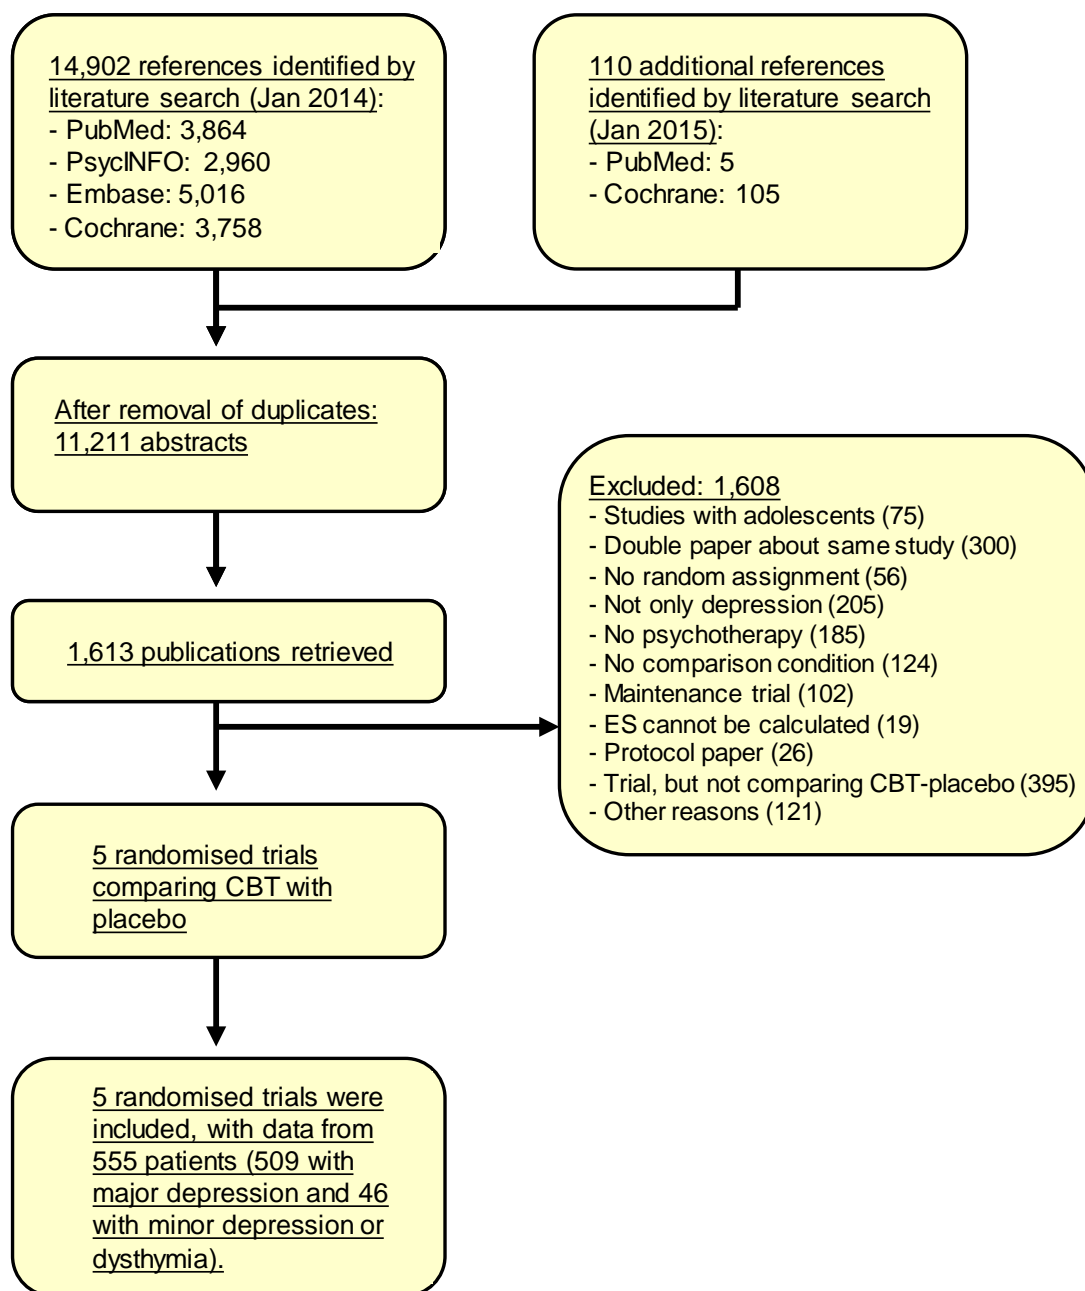 14,902 references identified by
literature search (Jan 2014):
- PubMed: 3,864
- PsycINFO: 2,960
- Embase: 5,016
- Cochrane: 3,758
110 additional references
identified by literature search
(Jan 2015):
- PubMed: 5
- Cochrane: 105
After removal of duplicates:
11,211 abstracts
1,613 publications retrieved
Excluded: 1,608
- Studies with adolescents (75)
- Double paper about same study (300)
- No random assignment (56)
- Not only depression (205)
- No psychotherapy (185)
- No comparison condition (124)
- Maintenance trial (102)
- ES cannot be calculated (19)
- Protocol paper (26)
- Trial, but not comparing CBT-placebo (395)
- Other reasons (121)
5 randomised trials
comparing CBT with
placebo
5 randomised trials were
included, with data from
555 patients (509 with
major depression and 46
with minor depression or
dysthymia).